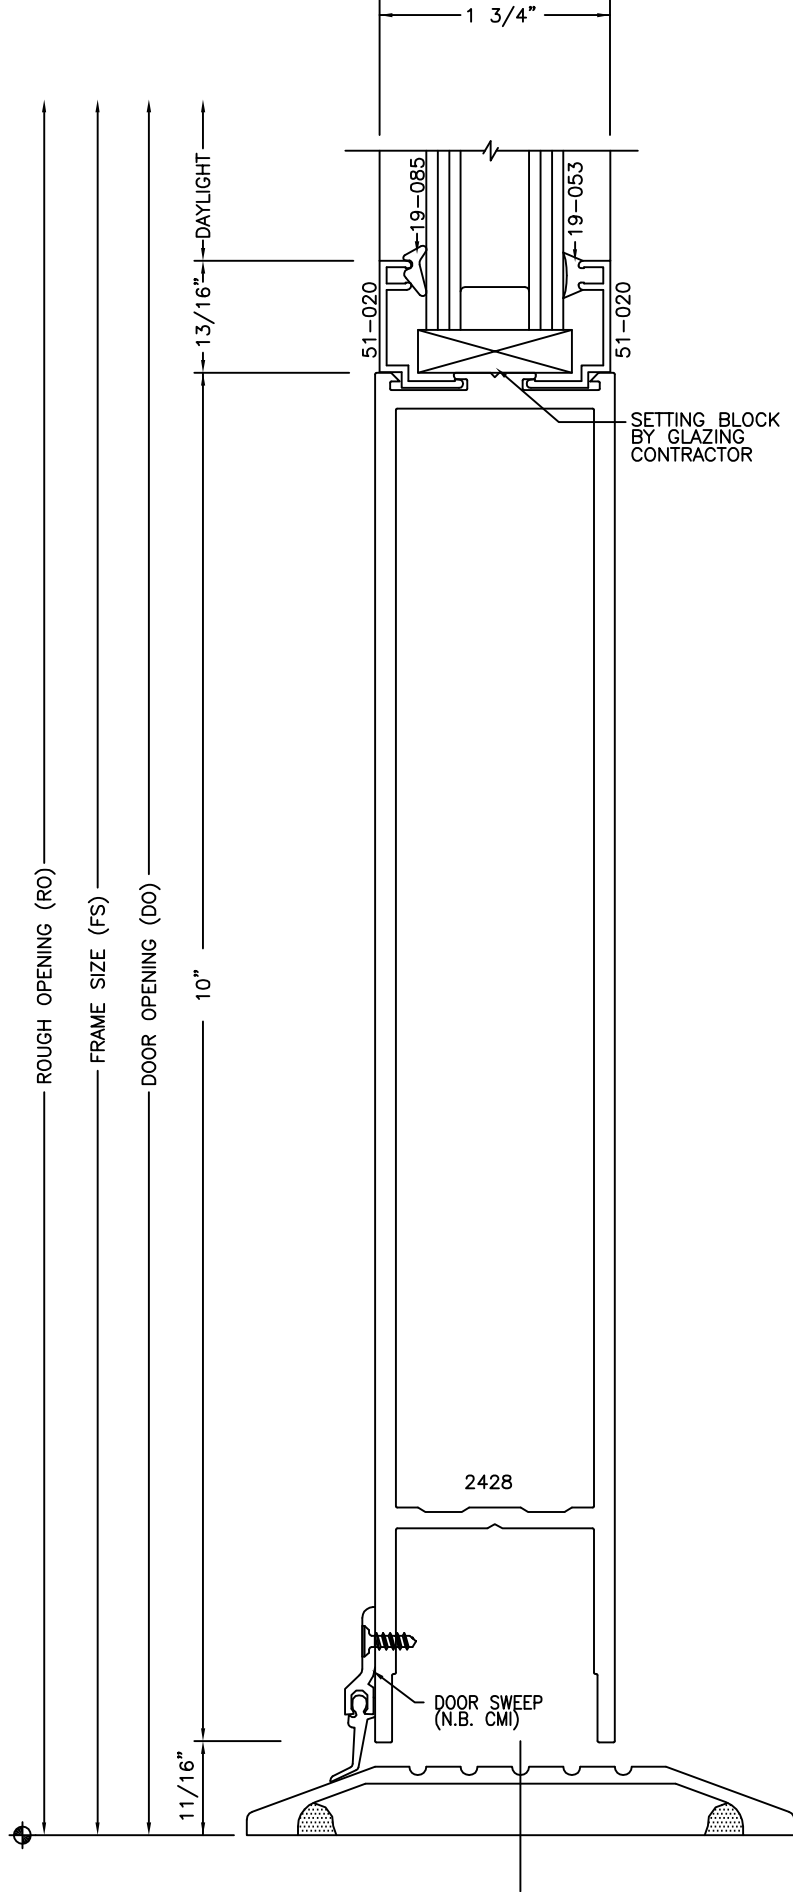 1 3/4"
DAYLIGHT
19-085
19-053
13/16"
51-020
51-020
SETTING BLOCK
BY GLAZING
CONTRACTOR
ROUGH OPENING (RO)
FRAME SIZE (FS)
DOOR OPENING (DO)
10"
2428
DOOR SWEEP
(N.B. CMI)
11/16"